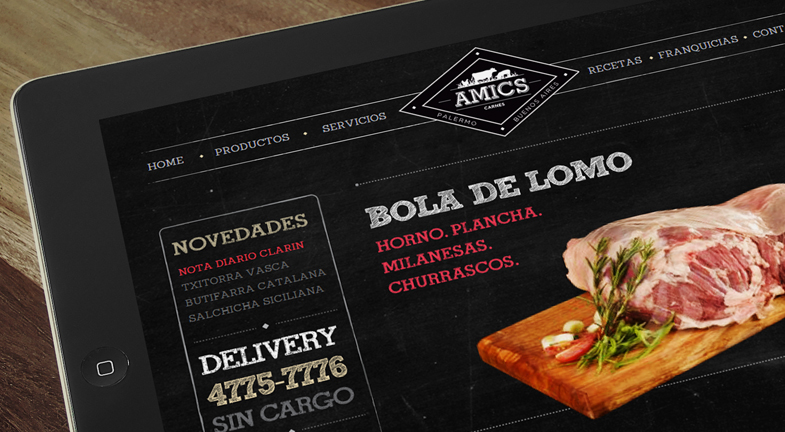 HOME • PRODUCTOS • SERVICIOS
AMICS
CARNES
PALERMO
BUENOS AIRES
RECETAS • FRANQUICIAS • CONT
NOVEDADES
NOTA DIARIO CLARIN
TXITORRA VASCA
BUTIFARRA CATALANA
SALCHICHA SICILIANA
DELIVERY
4775-7776
SIN CARGO
BOLA DE LOMO
HORNO. PLANCHA.
MILANESAS.
CHURRASCOS.